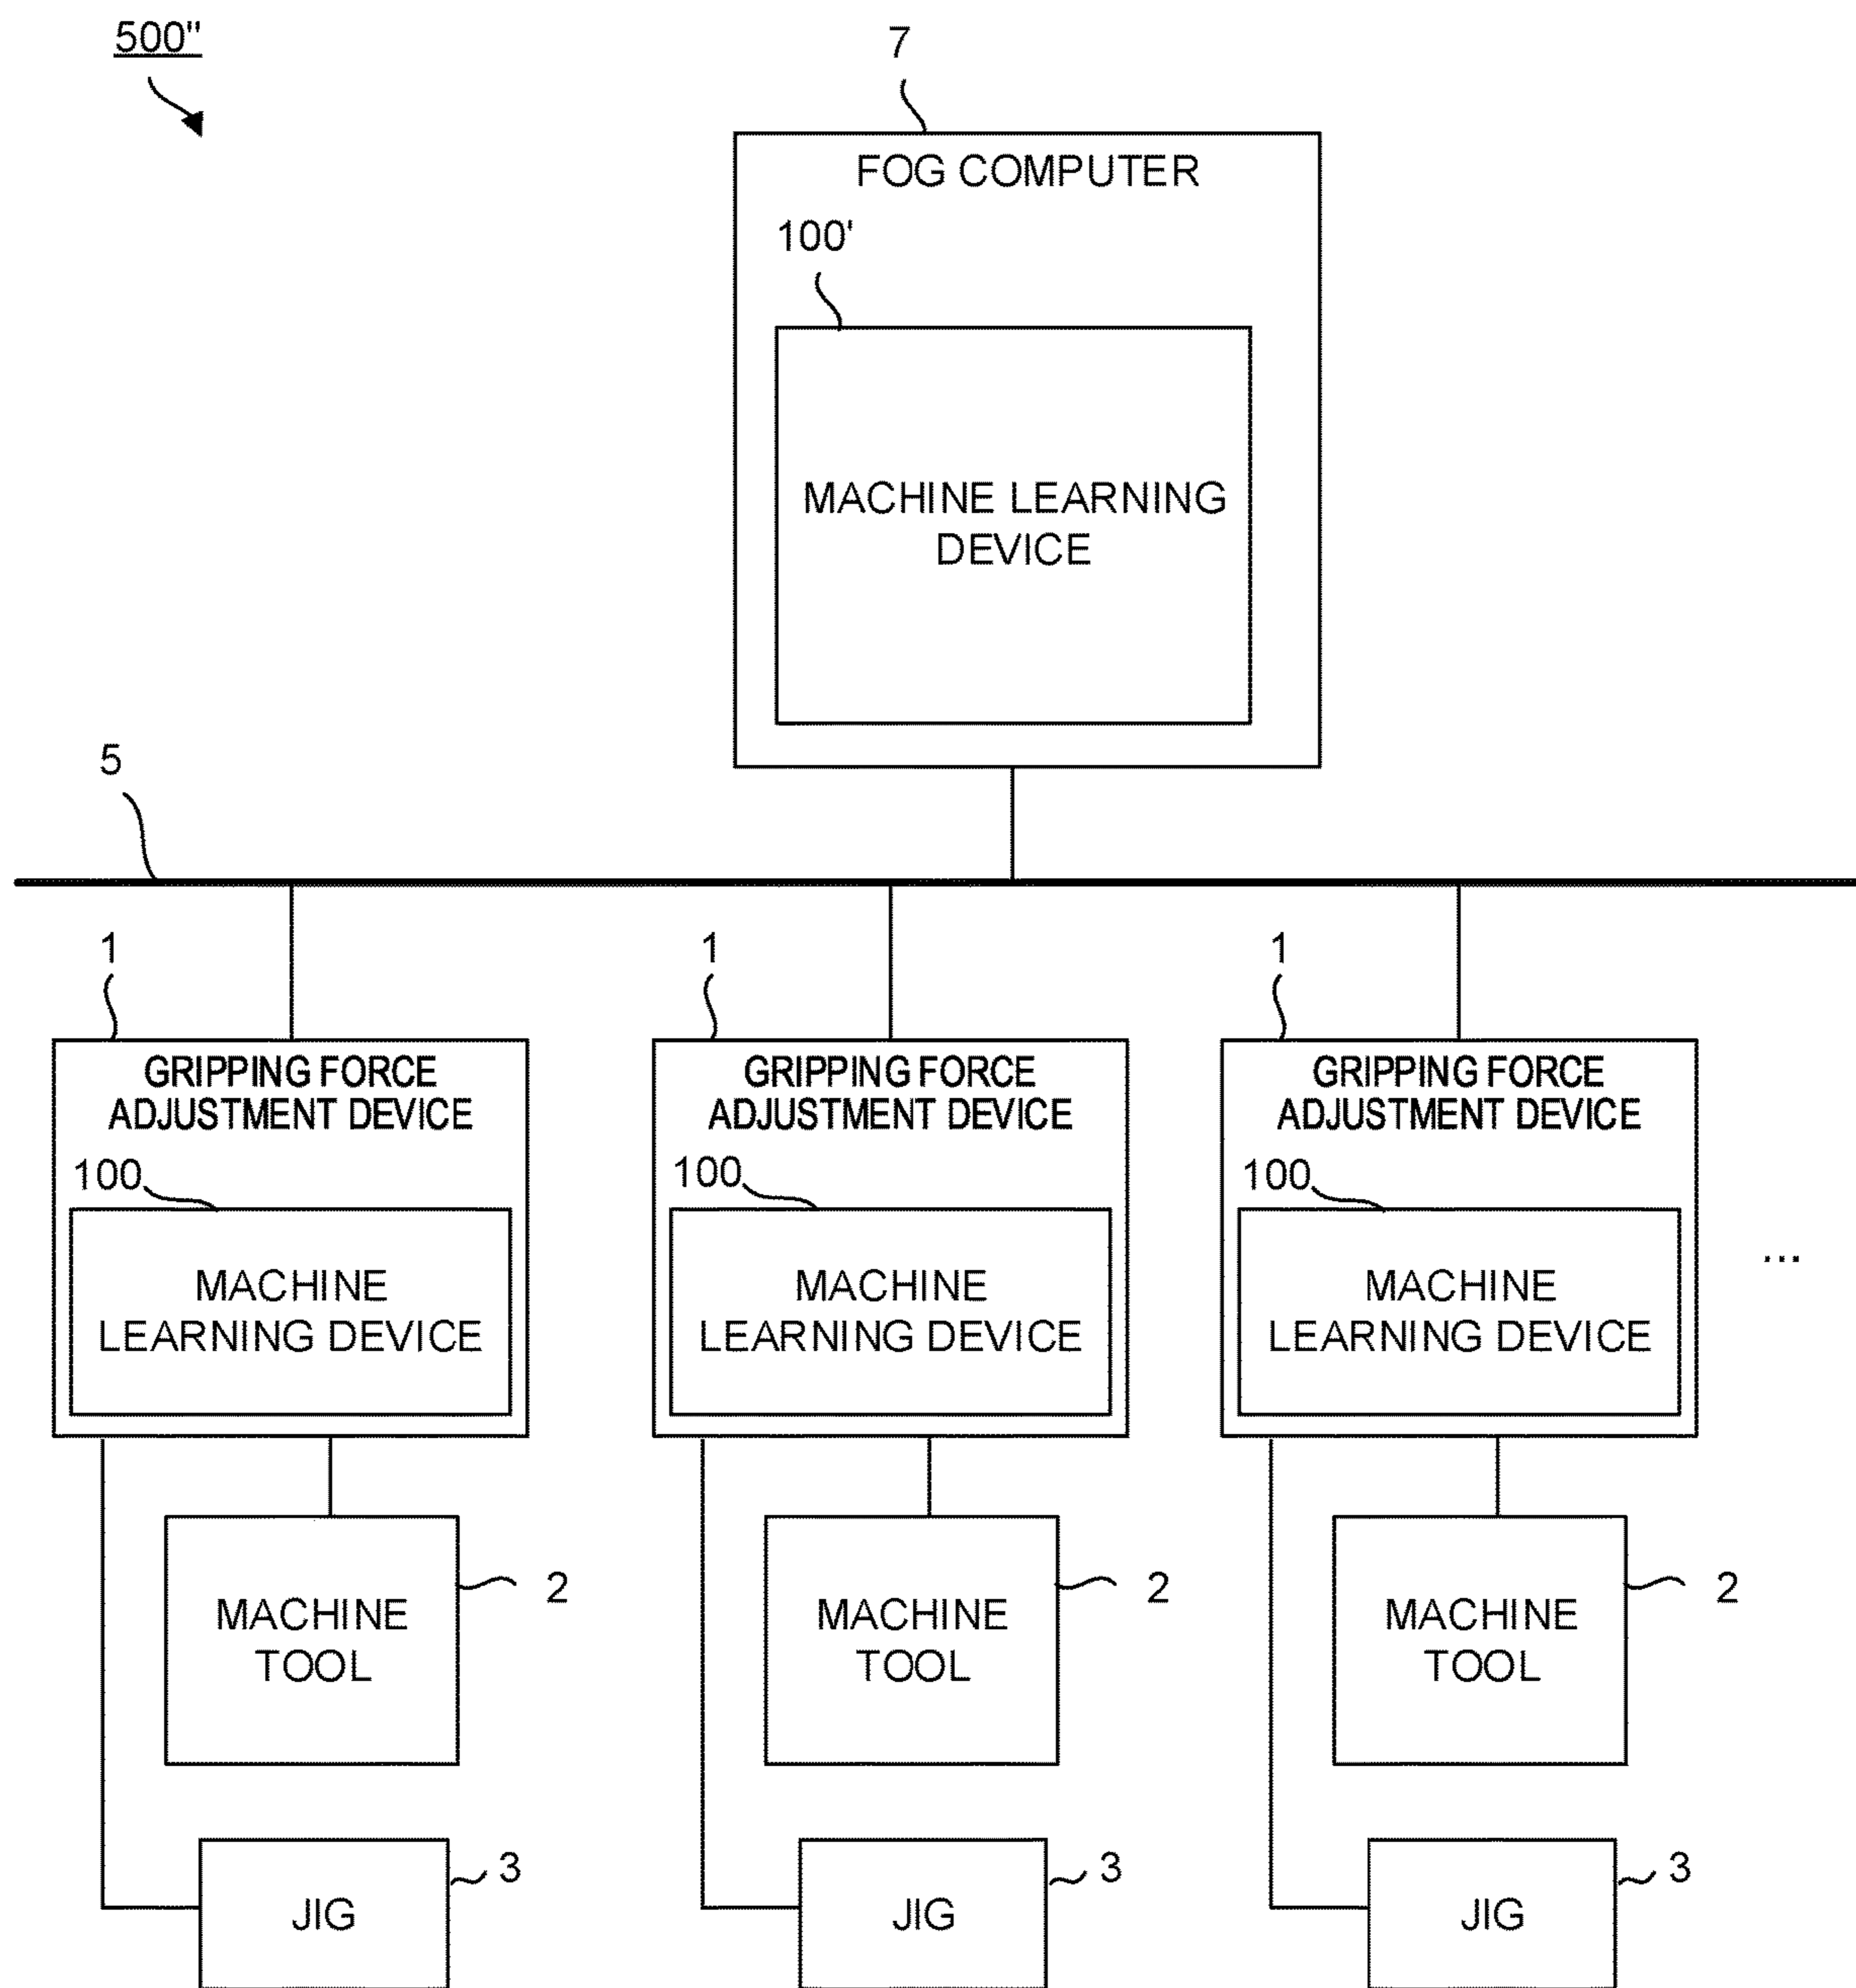 500"
7
FOG COMPUTER
100'
MACHINE LEARNING
DEVICE
5
1
1
1
GRIPPING FORCE
ADJUSTMENT DEVICE
GRIPPING FORCE
ADJUSTMENT DEVICE
GRIPPING FORCE
ADJUSTMENT DEVICE
100
100
100
MACHINE
LEARNING DEVICE
MACHINE
LEARNING DEVICE
MACHINE
LEARNING DEVICE
...
MACHINE
TOOL
2
MACHINE
TOOL
2
MACHINE
TOOL
2
JIG
3
JIG
3
JIG
3